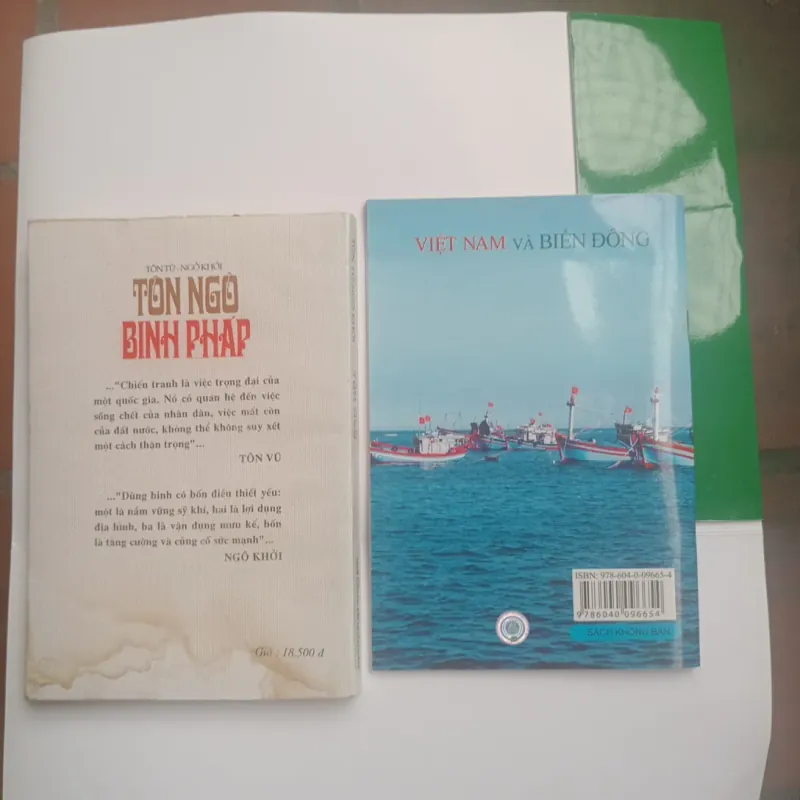 TÔN TỬ - NGÔ KHỞI
TÔN NGÔ
BINH PHÁP
..."Chiến tranh là việc trọng đại của
một quốc gia. Nó có quan hệ đến việc
sống chết của nhân dân, việc mất còn
của đất nước, không thể không suy xét
một cách thận trọng"...
TÔN VŨ
..."Dùng binh có bốn điều thiết yếu:
một là nắm vững sỹ khí, hai là lợi dụng
địa hình, ba là vận dụng mưu kế, bốn
là tăng cường và củng cố sức mạnh"...
NGÔ KHỞI
Giá : 18.500 đ
VIỆT NAM VÀ BIỂN ĐÔNG
ISBN: 978-604-0-09665-4
9786040096654
SÁCH KHÔNG BÁN